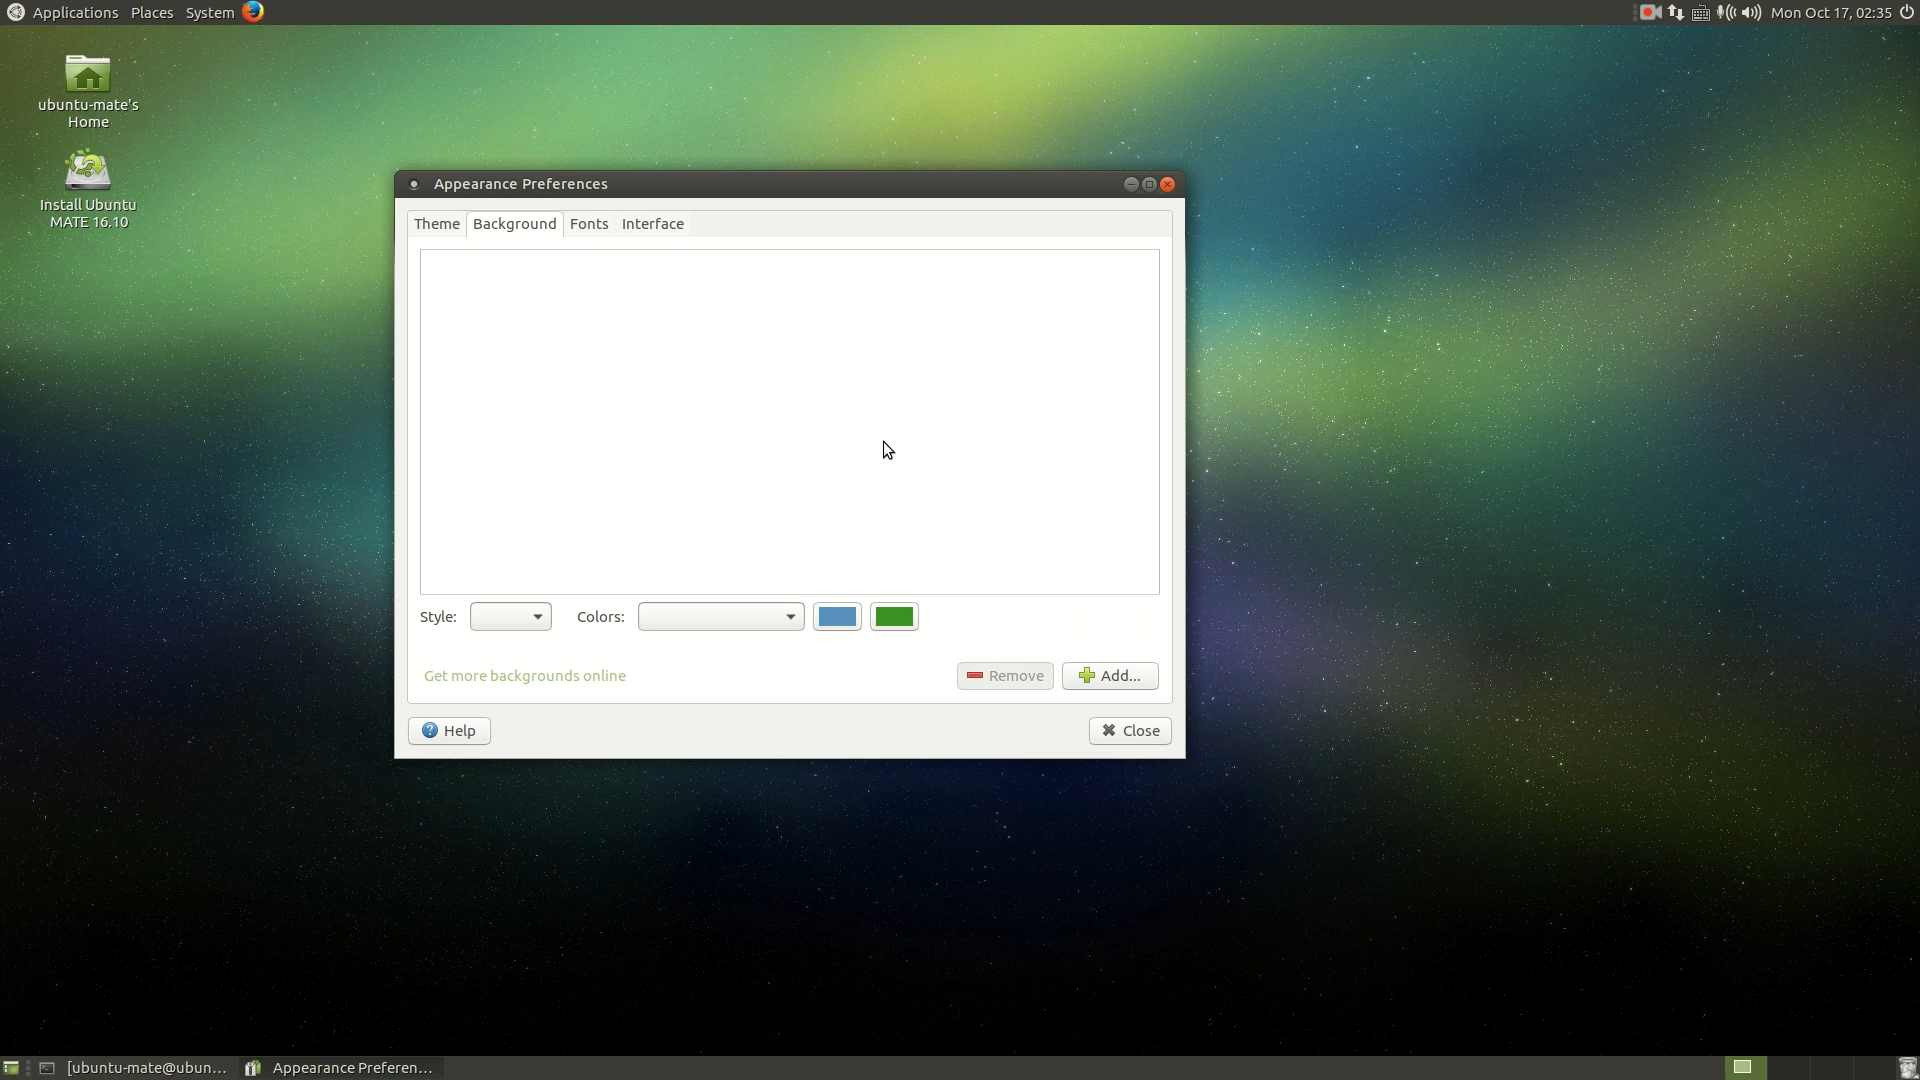 Applications Places System
Mon Oct 17, 02:35
ubuntu-mate's
Home
Install Ubuntu
MATE 16.10
Appearance Preferences
Theme Background Fonts Interface
Style:
Colors:
Get more backgrounds online
Remove
Add...
Help
Close
[ubuntu-mate@ubun...
Appearance Preferen...